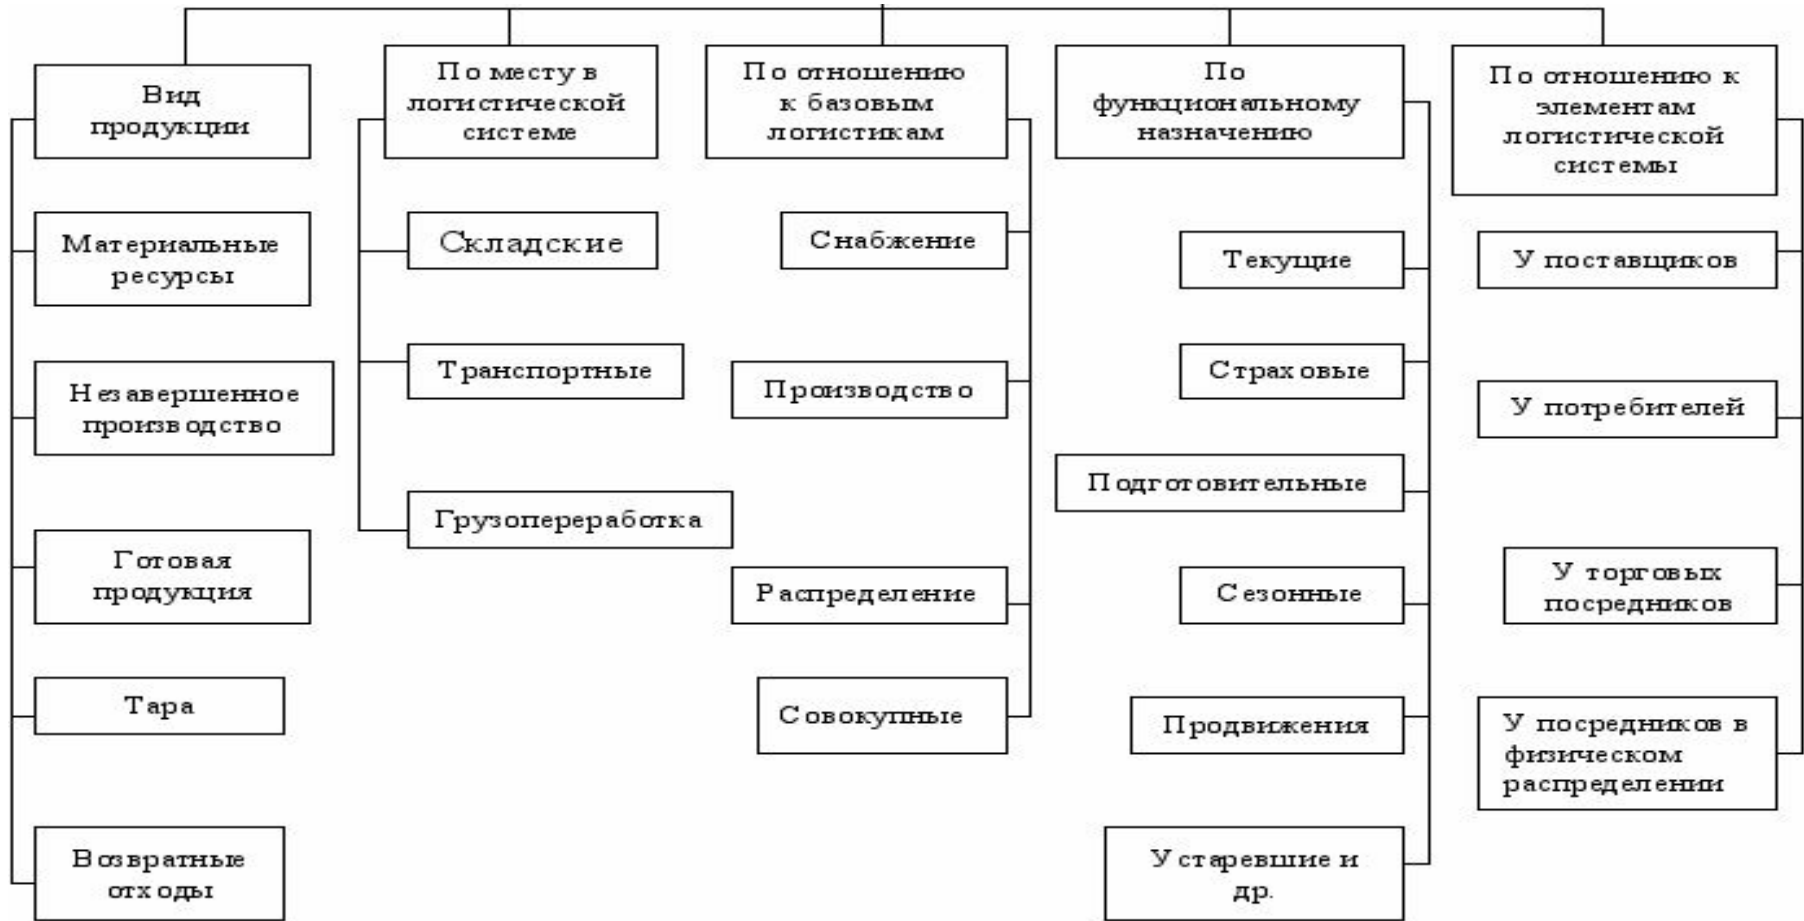 Вид
продукции
Материальные
ресурсы
Незавершенное
производство
Готовая
продукция
Тара
Возвратные
отходы
По месту в
логистической
системе
Складские
Транспортные
Грузопереработка
По отношению
к базовым
логистикам
Снабжение
Производство
Распределение
Совокупные
По
функциональному
назначению
Текущие
Страховые
Подготовительные
Сезонные
Продвижения
Устаревшие и
др.
По отношению к
элементам
логистической
системы
У поставщиков
У потребителей
У торговых
посредников
У посредников в
физическом
распределении